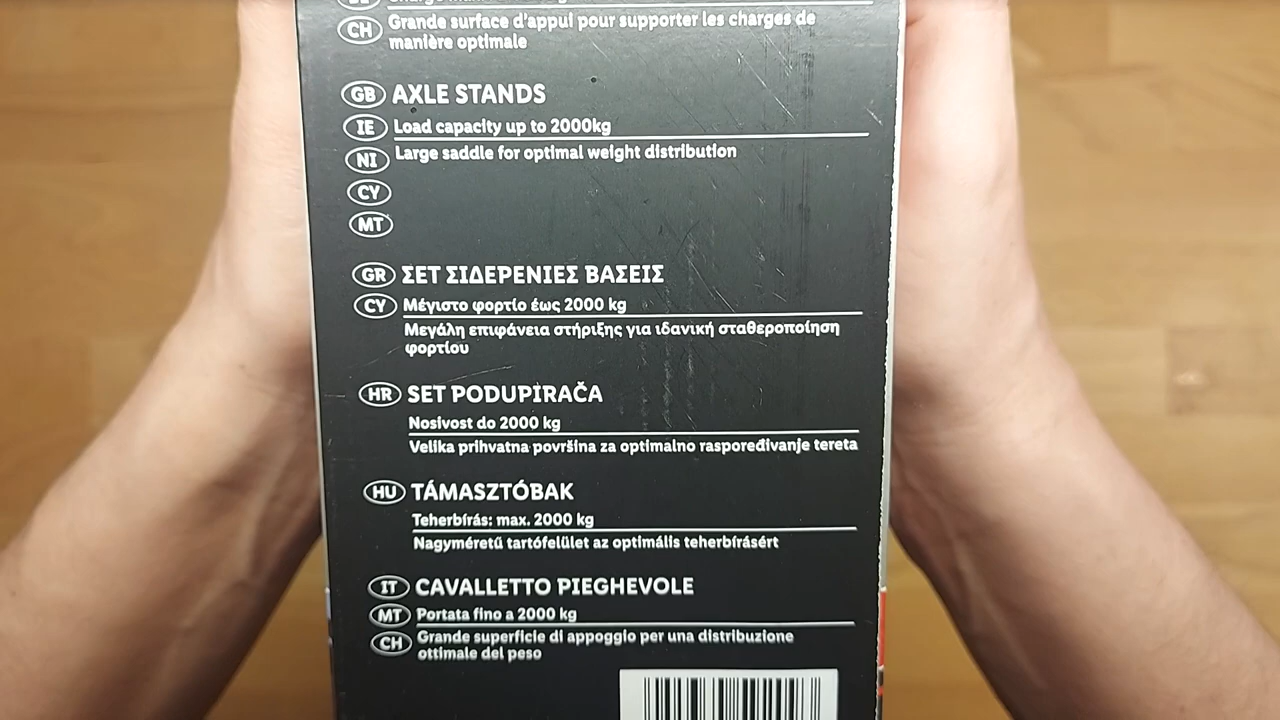 CH Grande surface d'appui pour supporter les charges de
manière optimale
GB AXLE STANDS
IE Load capacity up to 2000kg
NI Large saddle for optimal weight distribution
CY
MT
GR ΣΕΤ ΣΙΔΕΡΕΝΙΕΣ ΒΑΣΕΙΣ
CY Μέγιστο φορτίο έως 2000 kg
Μεγάλη επιφάνεια στήριξης για ιδανική σταθεροποίηση
φορτίου
HR SET PODUPIRAČA
Nosivost do 2000 kg
Velika prihvatna površina za optimalno raspoređivanje tereta
HU TÁMASZTÓBAK
Teherbírás: max. 2000 kg
Nagyméretű tartófelület az optimális teherbírásért
IT CAVALLETTO PIEGHEVOLE
MT Portata fino a 2000 kg
CH Grande superficie di appoggio per una distribuzione
ottimale del peso